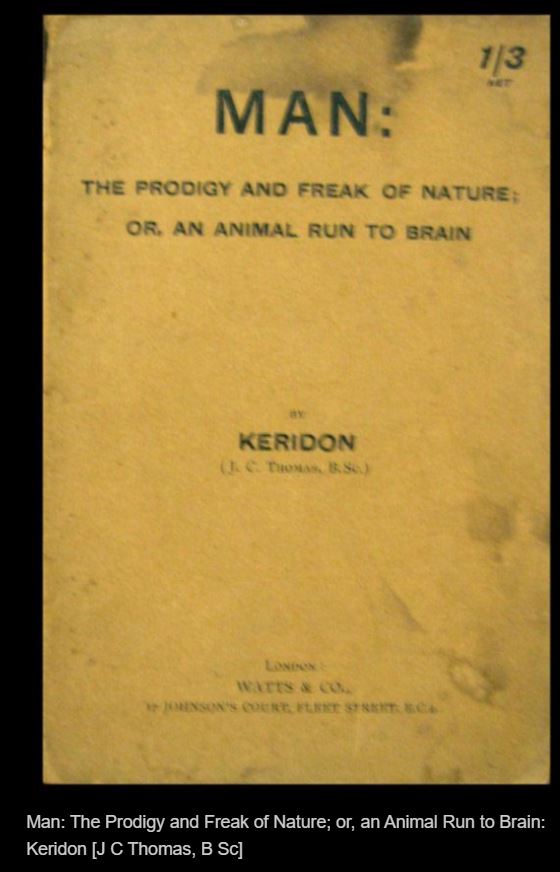 1/3
NET
MAN:
THE PRODIGY AND FREAK OF NATURE;
OR, AN ANIMAL RUN TO BRAIN
BY
KERIDON
(J. C. THOMAS, B.Sc.)
LONDON:
WATTS & CO.,
17 JOHNSON'S COURT, FLEET STREET, E.C.4
Man: The Prodigy and Freak of Nature; or, an Animal Run to Brain:
Keridon [J C Thomas, B Sc]